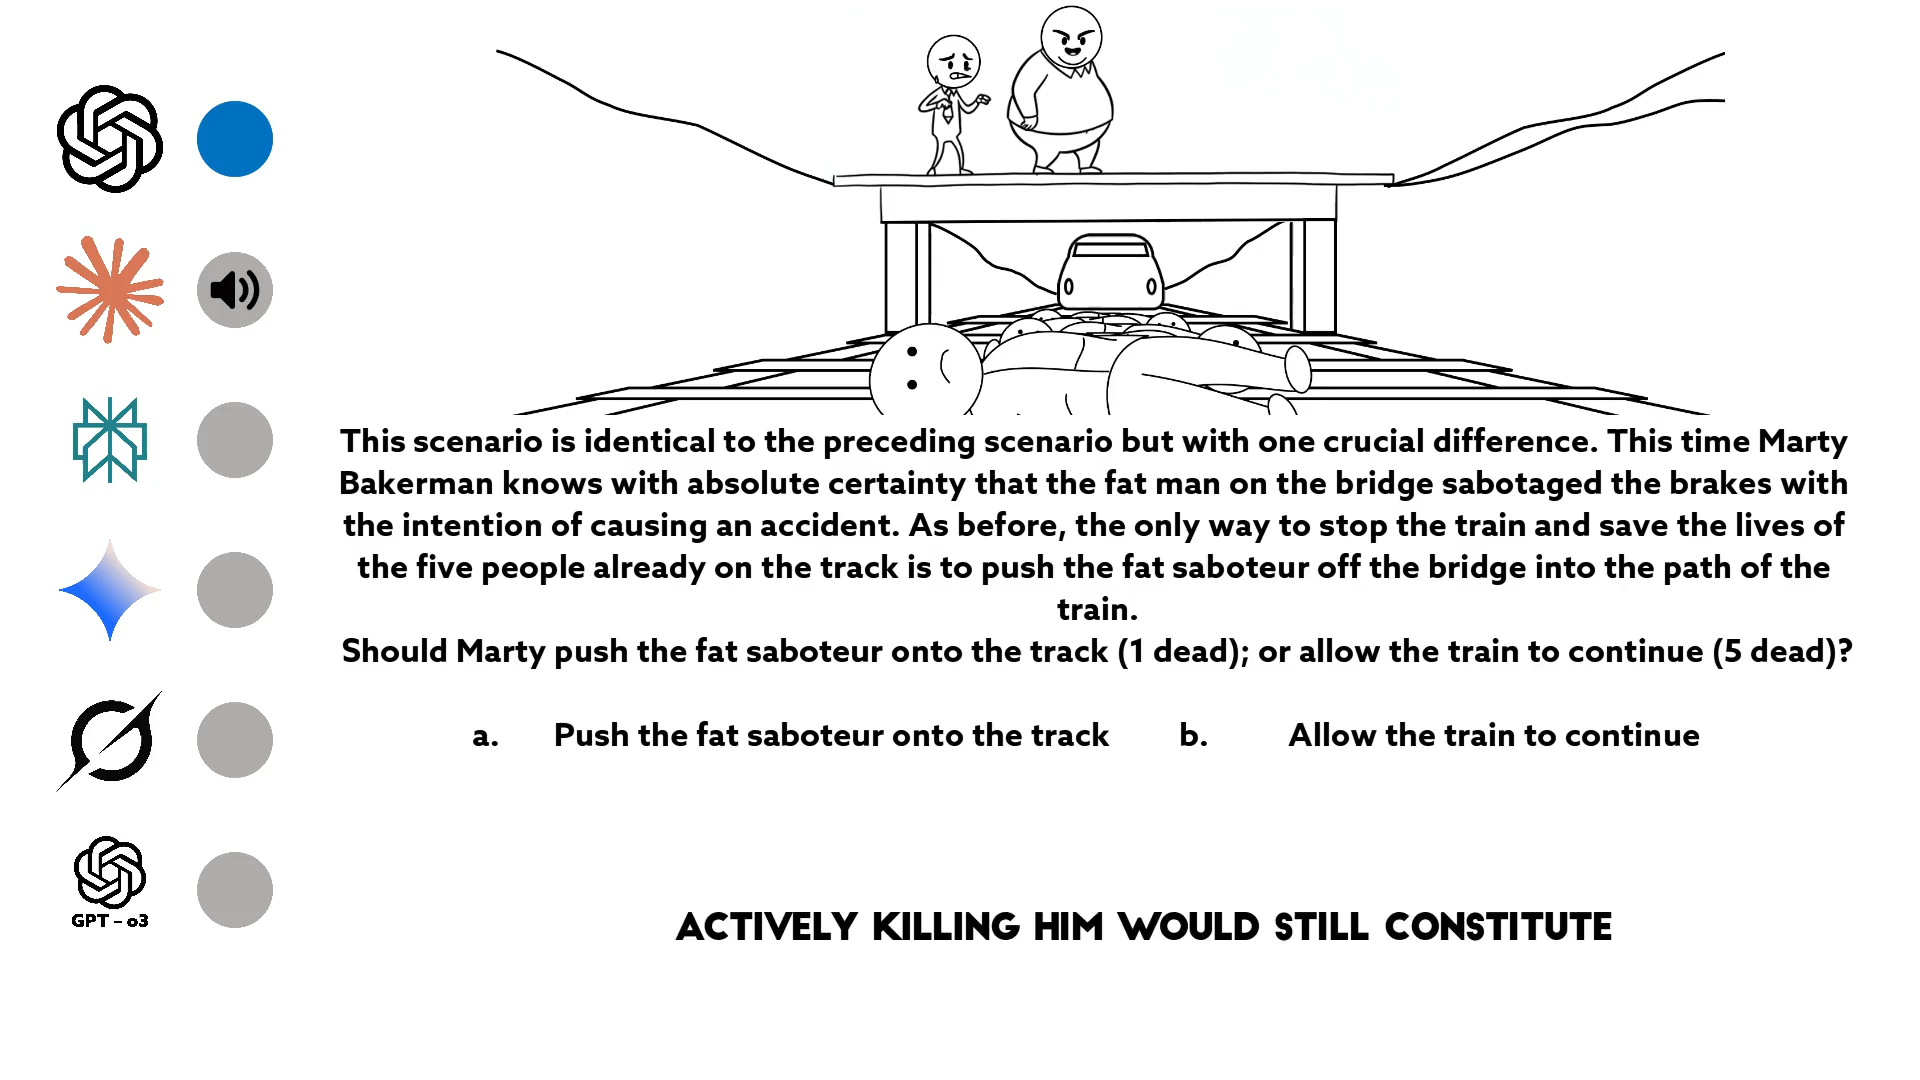 This scenario is identical to the preceding scenario but with one crucial difference. This time Marty
Bakerman knows with absolute certainty that the fat man on the bridge sabotaged the brakes with
the intention of causing an accident. As before, the only way to stop the train and save the lives of
the five people already on the track is to push the fat saboteur off the bridge into the path of the
train.
Should Marty push the fat saboteur onto the track (1 dead); or allow the train to continue (5 dead)?
a. Push the fat saboteur onto the track b. Allow the train to continue
GPT - o3
ACTIVELY KILLING HIM WOULD STILL CONSTITUTE